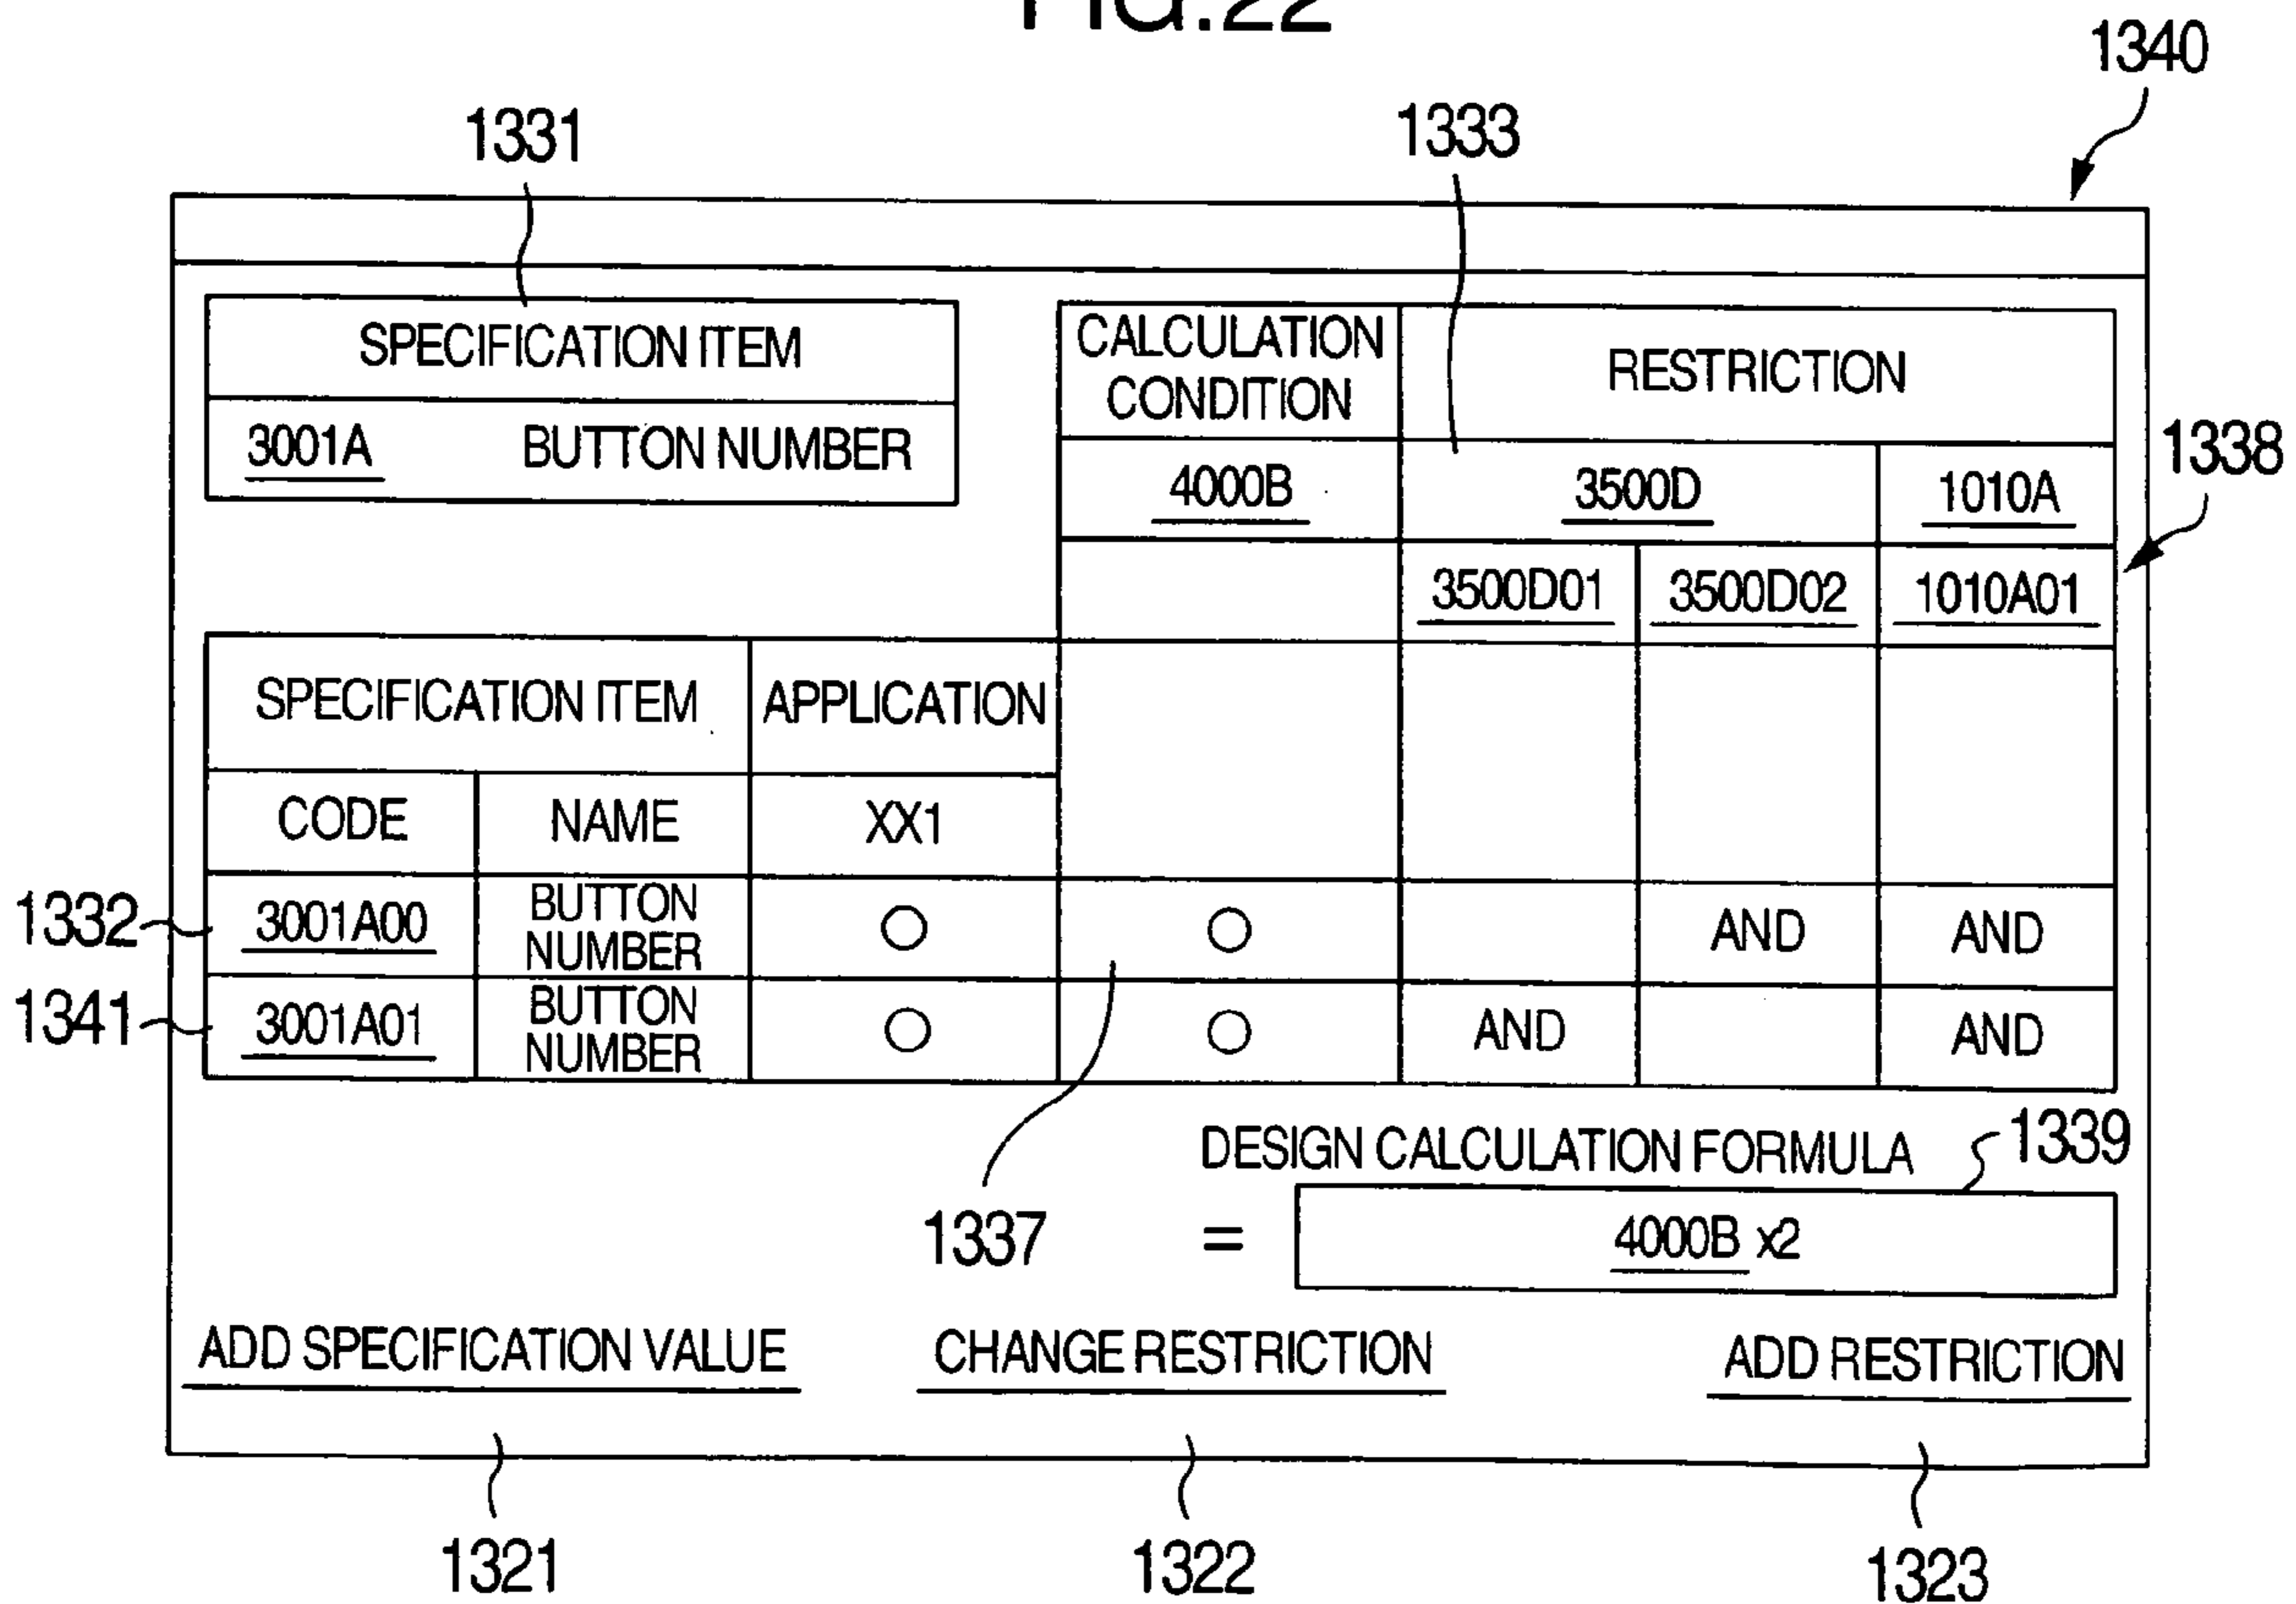 FIG.22
1340
1331
1333
SPECIFICATION ITEM
3001A BUTTON NUMBER
CALCULATION
CONDITION
RESTRICTION
4000B 3500D 1010A
1338
3500D01 3500D02 1010A01
SPECIFICATION ITEM APPLICATION
CODE NAME XX1
1332 3001A00 BUTTON NUMBER ○ ○ AND AND
1341 3001A01 BUTTON NUMBER ○ ○ AND AND
DESIGN CALCULATION FORMULA 1339
1337 = 4000B x2
ADD SPECIFICATION VALUE CHANGE RESTRICTION ADD RESTRICTION
1321 1322 1323